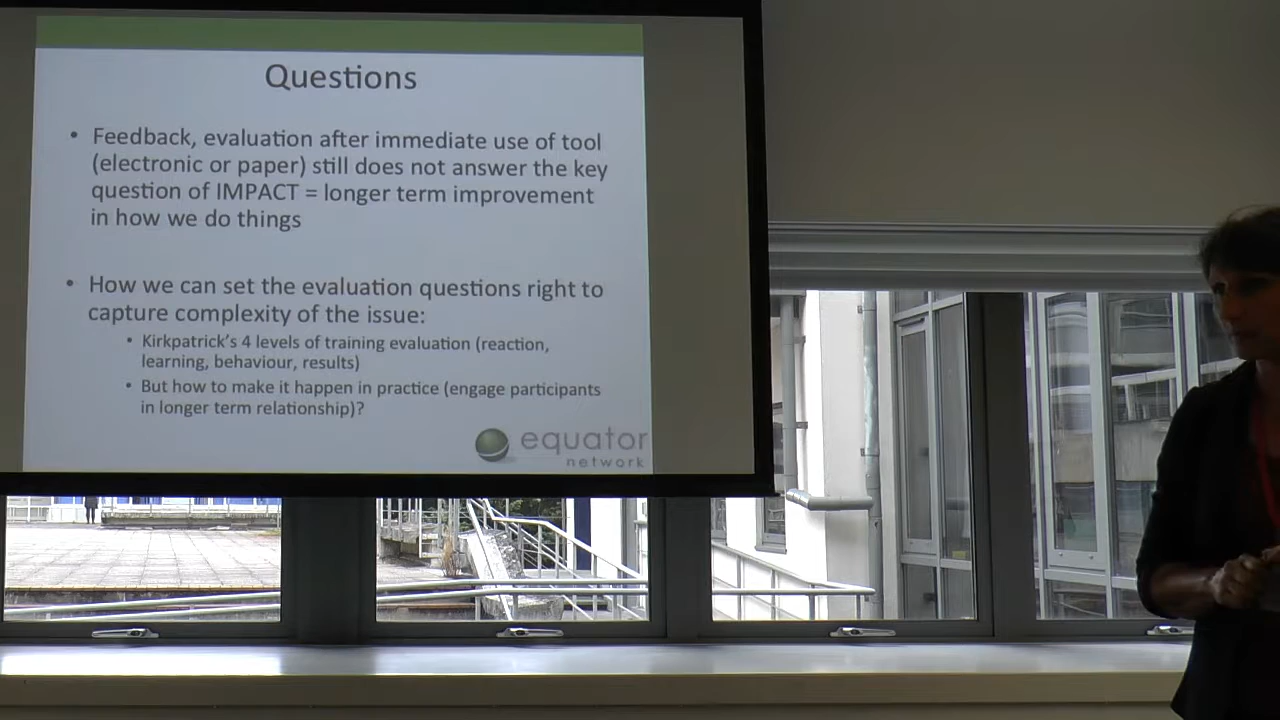 Questions
• Feedback, evaluation after immediate use of tool
(electronic or paper) still does not answer the key
question of IMPACT = longer term improvement
in how we do things
• How we can set the evaluation questions right to
capture complexity of the issue:
• Kirkpatrick's 4 levels of training evaluation (reaction,
learning, behaviour, results)
• But how to make it happen in practice (engage participants
in longer term relationship)?
equator
network